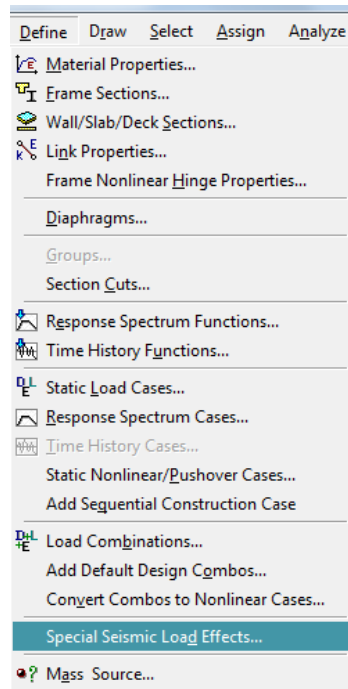 Define Draw Select Assign Analyze
Material Properties...
Frame Sections...
Wall/Slab/Deck Sections...
Link Properties...
Frame Nonlinear Hinge Properties...
Diaphragms...
Groups...
Section Cuts...
Response Spectrum Functions...
Time History Functions...
Static Load Cases...
Response Spectrum Cases...
Time History Cases...
Static Nonlinear/Pushover Cases...
Add Sequential Construction Case
Load Combinations...
Add Default Design Combos...
Convert Combos to Nonlinear Cases...
Special Seismic Load Effects...
Mass Source...